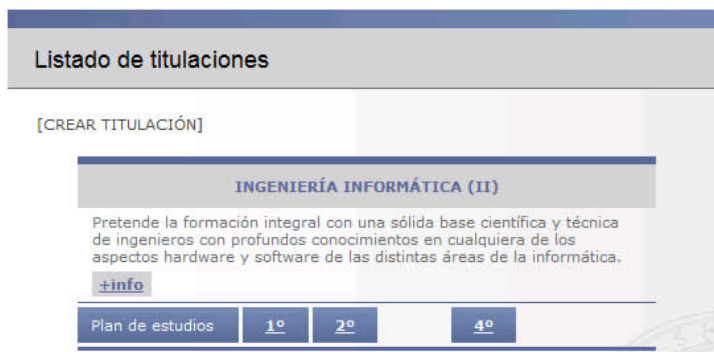 Listado de titulaciones
[CREAR TITULACIÓN]
INGENIERÍA INFORMÁTICA (II)
Pretende la formación integral con una sólida base científica y técnica
de ingenieros con profundos conocimientos en cualquiera de los
aspectos hardware y software de las distintas áreas de la informática.
+info
Plan de estudios 1º 2º 4º